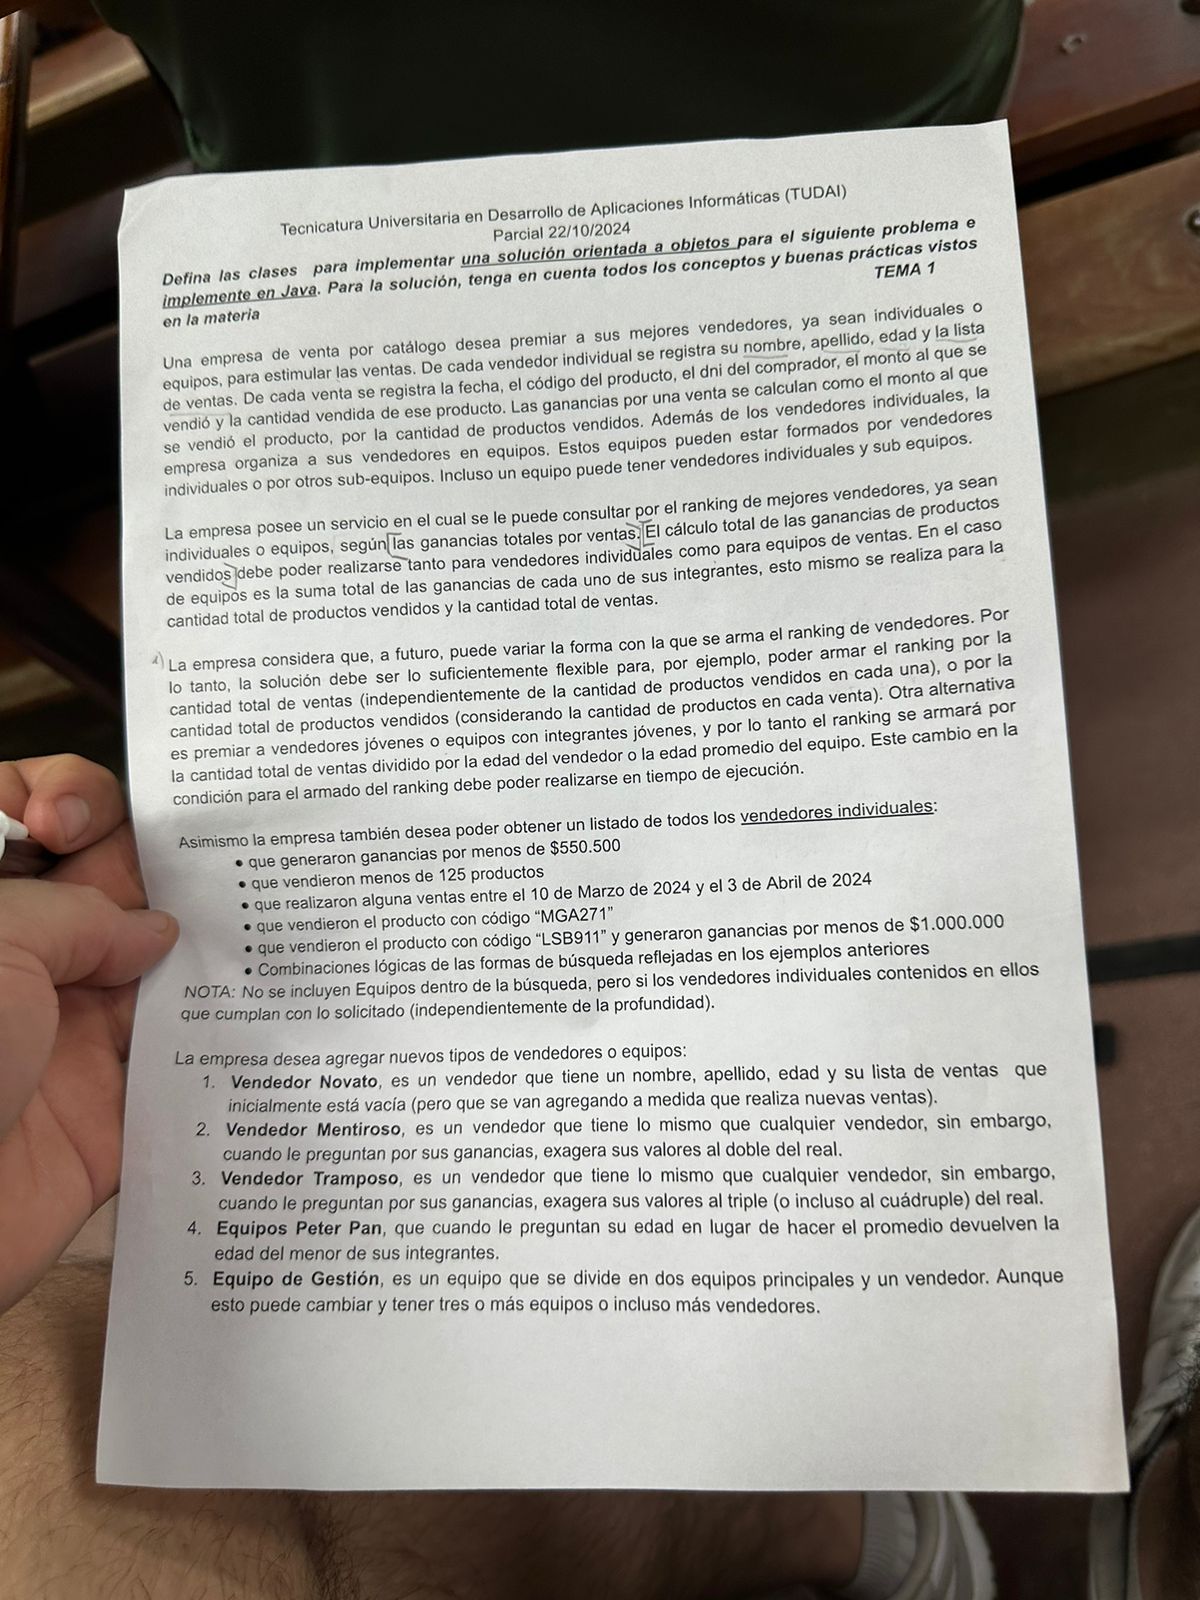 Tecnicatura Universitaria en Desarrollo de Aplicaciones Informáticas (TUDAI)
Parcial 22/10/2024
Defina las clases para implementar una solución orientada a objetos para el siguiente problema e
implemente en Java. Para la solución, tenga en cuenta todos los conceptos y buenas prácticas vistos
en la materia TEMA 1
Una empresa de venta por catálogo desea premiar a sus mejores vendedores, ya sean individuales o
equipos, para estimular las ventas. De cada vendedor individual se registra su nombre, apellido, edad y la lista
de ventas. De cada venta se registra la fecha, el código del producto, el dni del comprador, el monto al que se
vendió y la cantidad vendida de ese producto. Las ganancias por una venta se calculan como el monto al que
se vendió el producto, por la cantidad de productos vendidos. Además de los vendedores individuales, la
empresa organiza a sus vendedores en equipos. Estos equipos pueden estar formados por vendedores
individuales o por otros sub-equipos. Incluso un equipo puede tener vendedores individuales y sub equipos.
La empresa posee un servicio en el cual se le puede consultar por el ranking de mejores vendedores, ya sean
individuales o equipos, según las ganancias totales por ventas. El cálculo total de las ganancias de productos
vendidos debe poder realizarse tanto para vendedores individuales como para equipos de ventas. En el caso
de equipos es la suma total de las ganancias de cada uno de sus integrantes, esto mismo se realiza para la
cantidad total de productos vendidos y la cantidad total de ventas.
La empresa considera que, a futuro, puede variar la forma con la que se arma el ranking de vendedores. Por
lo tanto, la solución debe ser lo suficientemente flexible para, por ejemplo, poder armar el ranking por la
cantidad total de ventas (independientemente de la cantidad de productos vendidos en cada una), o por la
cantidad total de productos vendidos (considerando la cantidad de productos en cada venta). Otra alternativa
es premiar a vendedores jóvenes o equipos con integrantes jóvenes, y por lo tanto el ranking se armará por
la cantidad total de ventas dividido por la edad del vendedor o la edad promedio del equipo. Este cambio en la
condición para el armado del ranking debe poder realizarse en tiempo de ejecución.
Asimismo la empresa también desea poder obtener un listado de todos los vendedores individuales:
• que generaron ganancias por menos de $550.500
• que vendieron menos de 125 productos
• que realizaron alguna ventas entre el 10 de Marzo de 2024 y el 3 de Abril de 2024
• que vendieron el producto con código “MGA271”
• que vendieron el producto con código “LSB911” y generaron ganancias por menos de $1.000.000
• Combinaciones lógicas de las formas de búsqueda reflejadas en los ejemplos anteriores
NOTA: No se incluyen Equipos dentro de la búsqueda, pero si los vendedores individuales contenidos en ellos
que cumplan con lo solicitado (independientemente de la profundidad).
La empresa desea agregar nuevos tipos de vendedores o equipos:
1. Vendedor Novato, es un vendedor que tiene un nombre, apellido, edad y su lista de ventas que
inicialmente está vacía (pero que se van agregando a medida que realiza nuevas ventas).
2. Vendedor Mentiroso, es un vendedor que tiene lo mismo que cualquier vendedor, sin embargo,
cuando le preguntan por sus ganancias, exagera sus valores al doble del real.
3. Vendedor Tramposo, es un vendedor que tiene lo mismo que cualquier vendedor, sin embargo,
cuando le preguntan por sus ganancias, exagera sus valores al triple (o incluso al cuádruple) del real.
4. Equipos Peter Pan, que cuando le preguntan su edad en lugar de hacer el promedio devuelven la
edad del menor de sus integrantes.
5. Equipo de Gestión, es un equipo que se divide en dos equipos principales y un vendedor. Aunque
esto puede cambiar y tener tres o más equipos o incluso más vendedores.